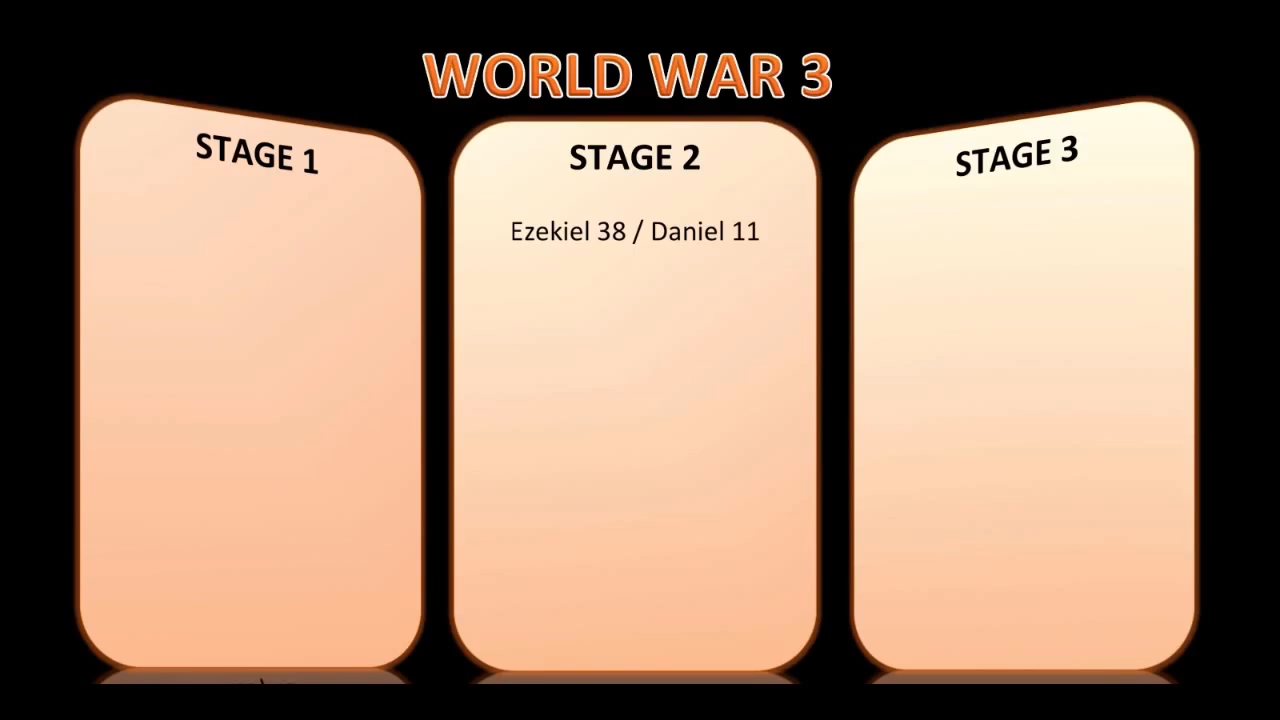 WORLD WAR 3
STAGE 1
STAGE 2
STAGE 3
Ezekiel 38 / Daniel 11